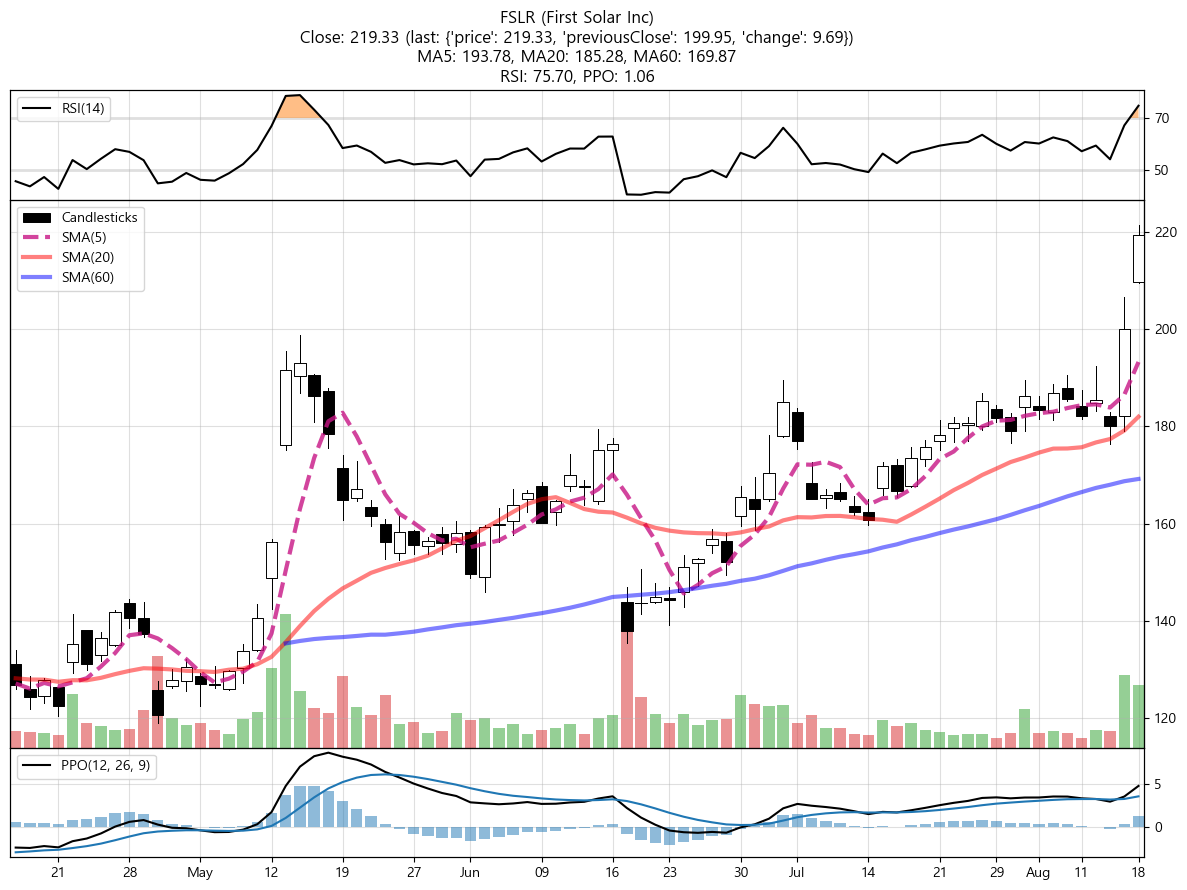 FSLR (First Solar Inc)
Close: 219.33 (last: {'price': 219.33, 'previousClose': 199.95, 'change': 9.69})
MA5: 193.78, MA20: 185.28, MA60: 169.87
RSI: 75.70, PPO: 1.06
RSI(14)
70
50
Candlesticks
SMA(5)
SMA(20)
SMA(60)
220
200
180
160
140
120
PPO(12, 26, 9)
5
0
21 28 May 12 19 27 Jun 09 16 23 30 Jul 14 21 29 Aug 11 18